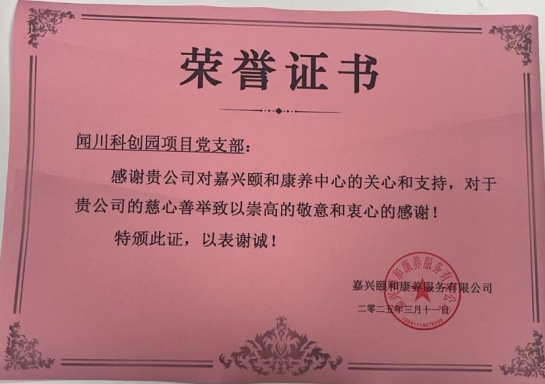 荣誉证书
闻川科创园项目党支部：
感谢贵公司对嘉兴颐和康养中心的关心和支持，对于
贵公司的慈心善举致以崇高的敬意和衷心的感谢！
特颁此证，以表谢诚！
嘉兴颐和康养服务有限公司
二零二五年三月十一日